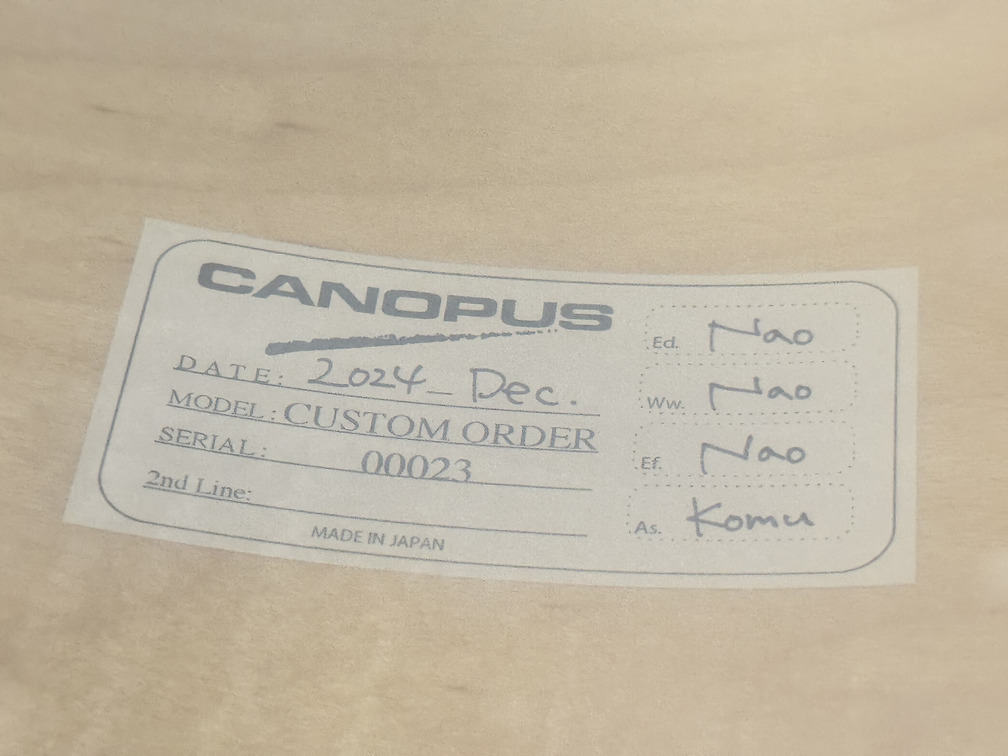 CANOPUS
DATE: 2024_Dec.
MODEL: CUSTOM ORDER
SERIAL: 00023
2nd Line:
MADE IN JAPAN
Ed. Nao
Ww. Nao
Ef. Nao
As. Komu